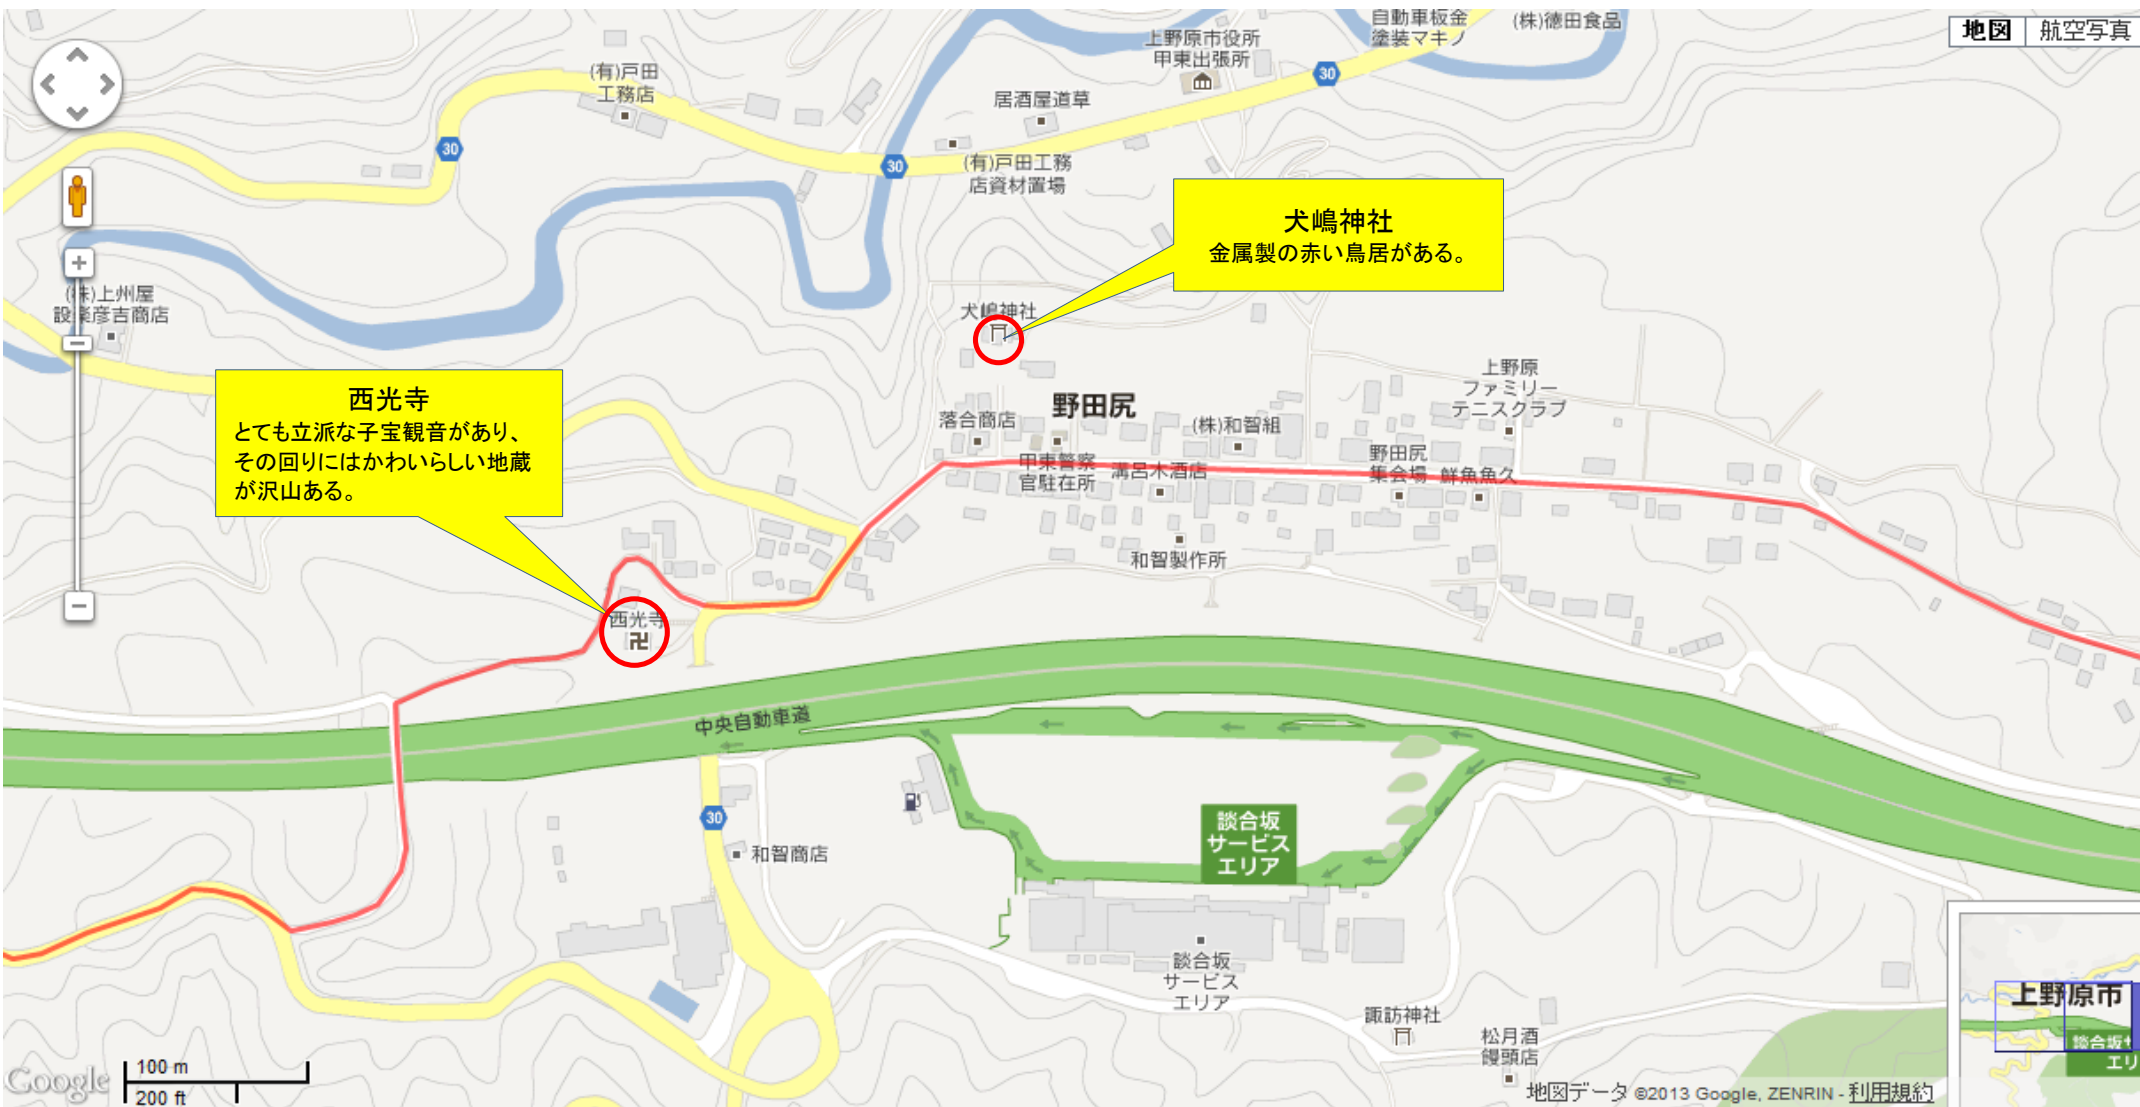 自動車板金
塗装マキノ
(株)徳田食品
地図
航空写真
上野原市役所
甲東出張所
30
(有)戸田
工務店
居酒屋道草
30
30
(有)戸田工務
店資材置場
犬嶋神社
金属製の赤い鳥居がある。
(株)上州屋
設楽彦吉商店
犬嶋神社
上野原
ファミリー
テニスクラブ
西光寺
とても立派な子宝観音があり、
その回りにはかわいらしい地蔵
が沢山ある。
野田尻
落合商店
(株)和智組
甲東警察
官駐在所
溝呂木酒店
野田尻
集会場
鮮魚魚久
和智製作所
西光寺
中央自動車道
30
和智商店
談合坂
サービス
エリア
談合坂
サービス
エリア
諏訪神社
松月酒
饅頭店
上野原市
談合坂サ
エリ
Google
100 m
200 ft
地図データ ©2013 Google, ZENRIN - 利用規約